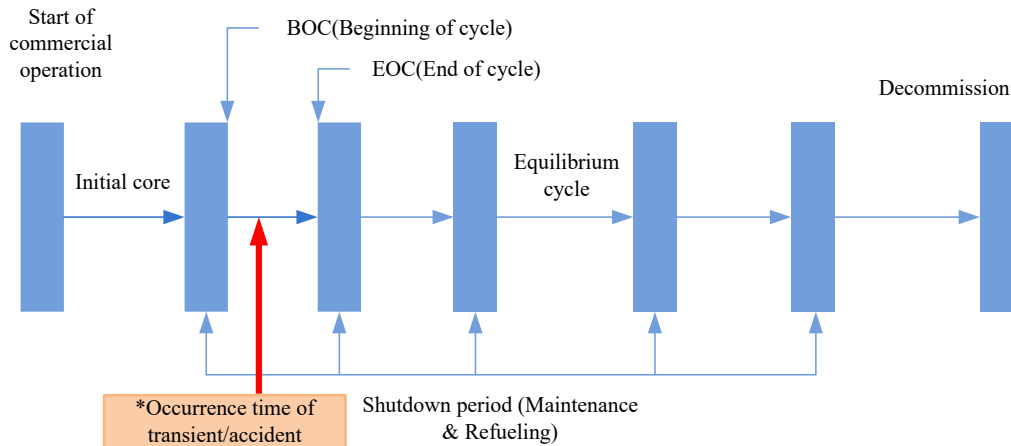 Start of
commercial
operation
BOC(Beginning of cycle)
EOC(End of cycle)
Decommission
Initial core
Equilibrium
cycle
*Occurrence time of
transient/accident
Shutdown period (Maintenance
& Refueling)